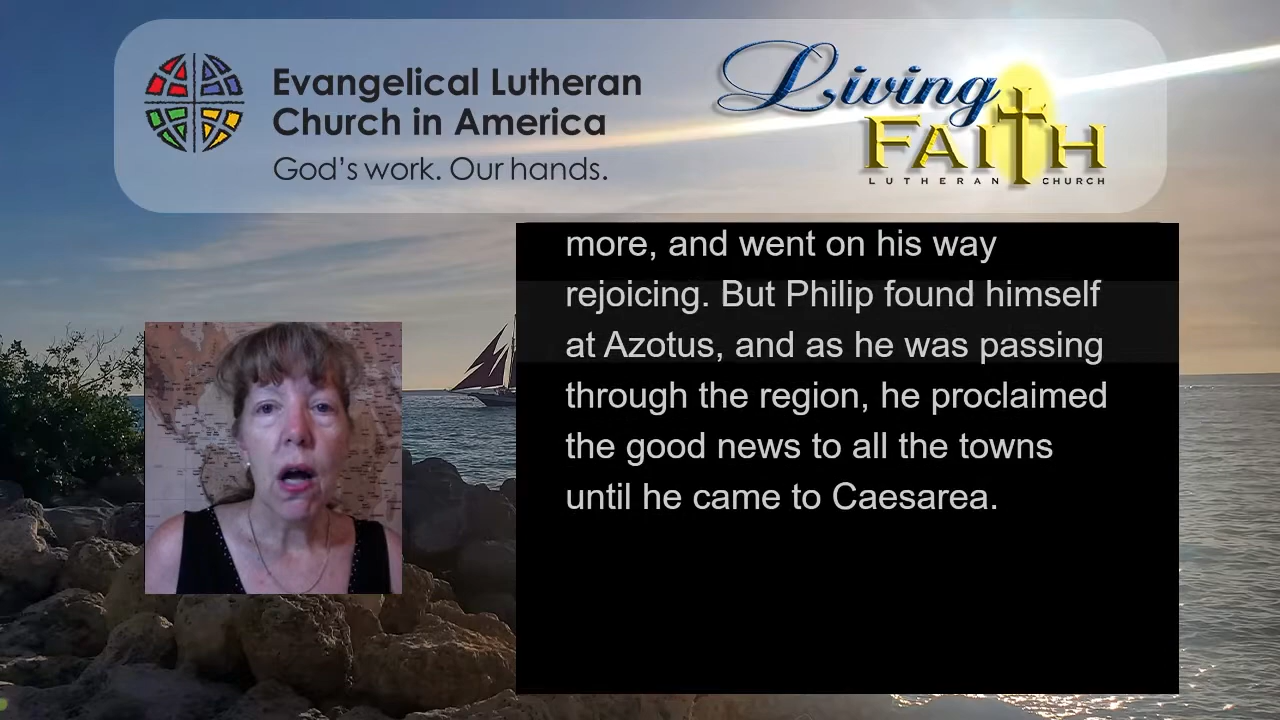 Evangelical Lutheran
Church in America
God's work. Our hands.
Living
FAITH
LUTHERAN CHURCH
more, and went on his way
rejoicing. But Philip found himself
at Azotus, and as he was passing
through the region, he proclaimed
the good news to all the towns
until he came to Caesarea.